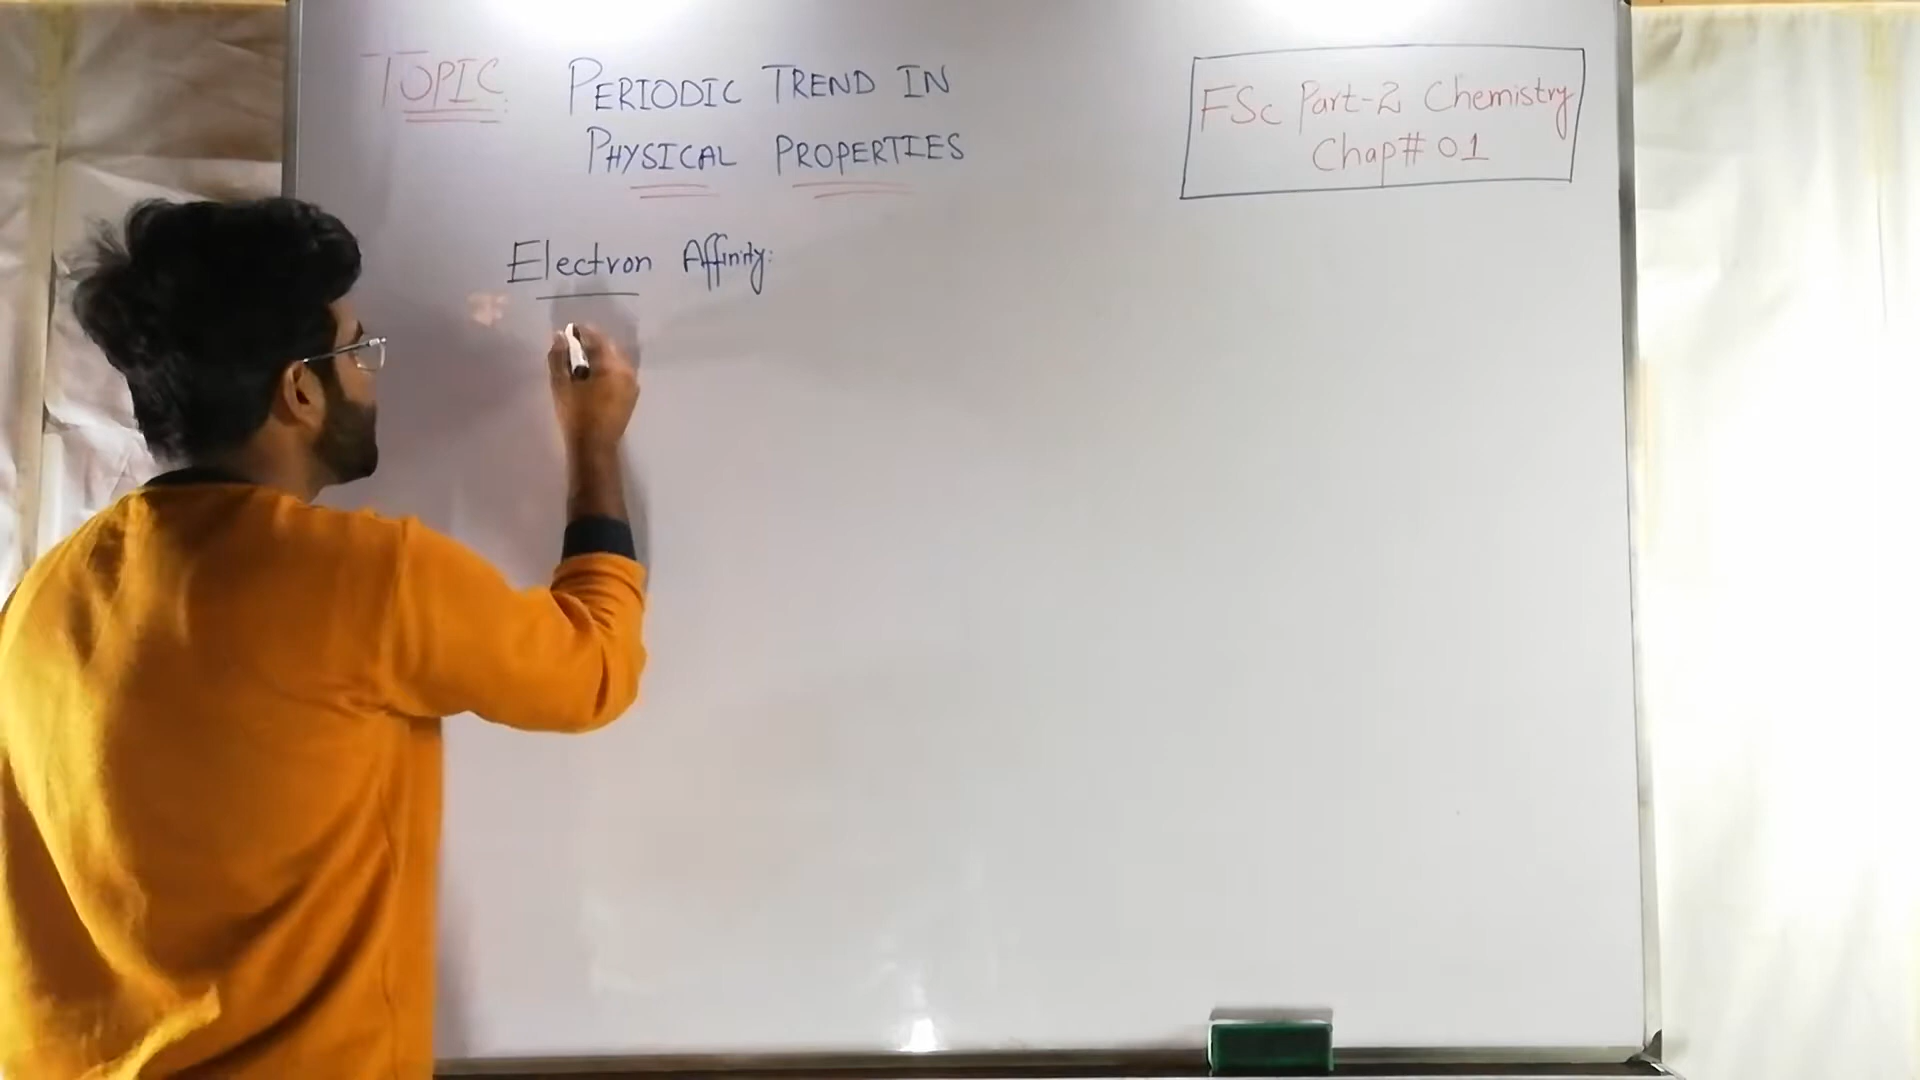 TOPIC: PERIODIC TREND IN
PHYSICAL PROPERTIES
FSc Part-2 Chemistry
Chap# 01
Electron Affinity: